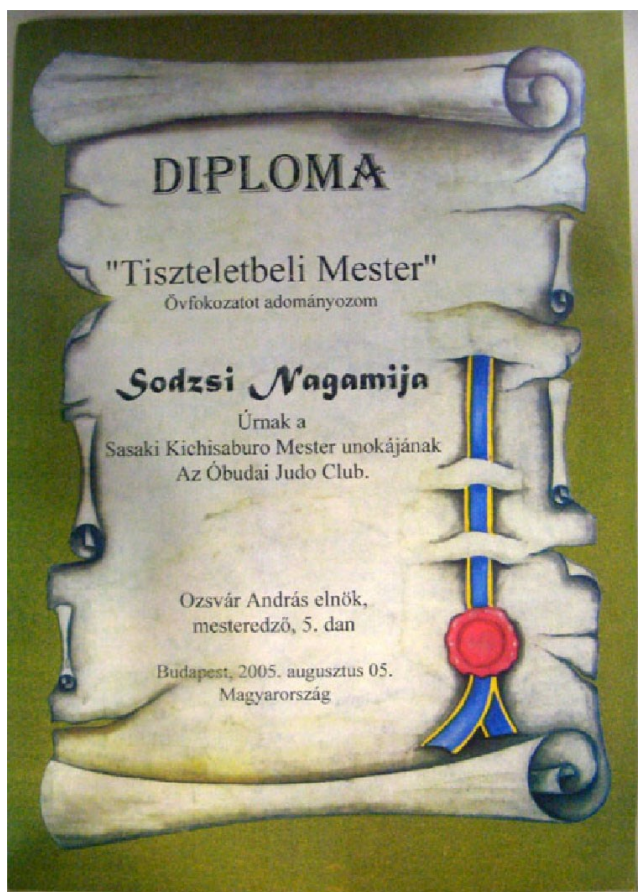 DIPLOMA
"Tiszteletbeli Mester"
Övfokozatot adományozom
Sodzsi Nagamija
Úrnak a
Sasaki Kichisaburo Mester unokájának
Az Óbudai Judo Club.
Ozsvár András elnök,
mesteredző, 5. dan
Budapest, 2005. augusztus 05.
Magyarország